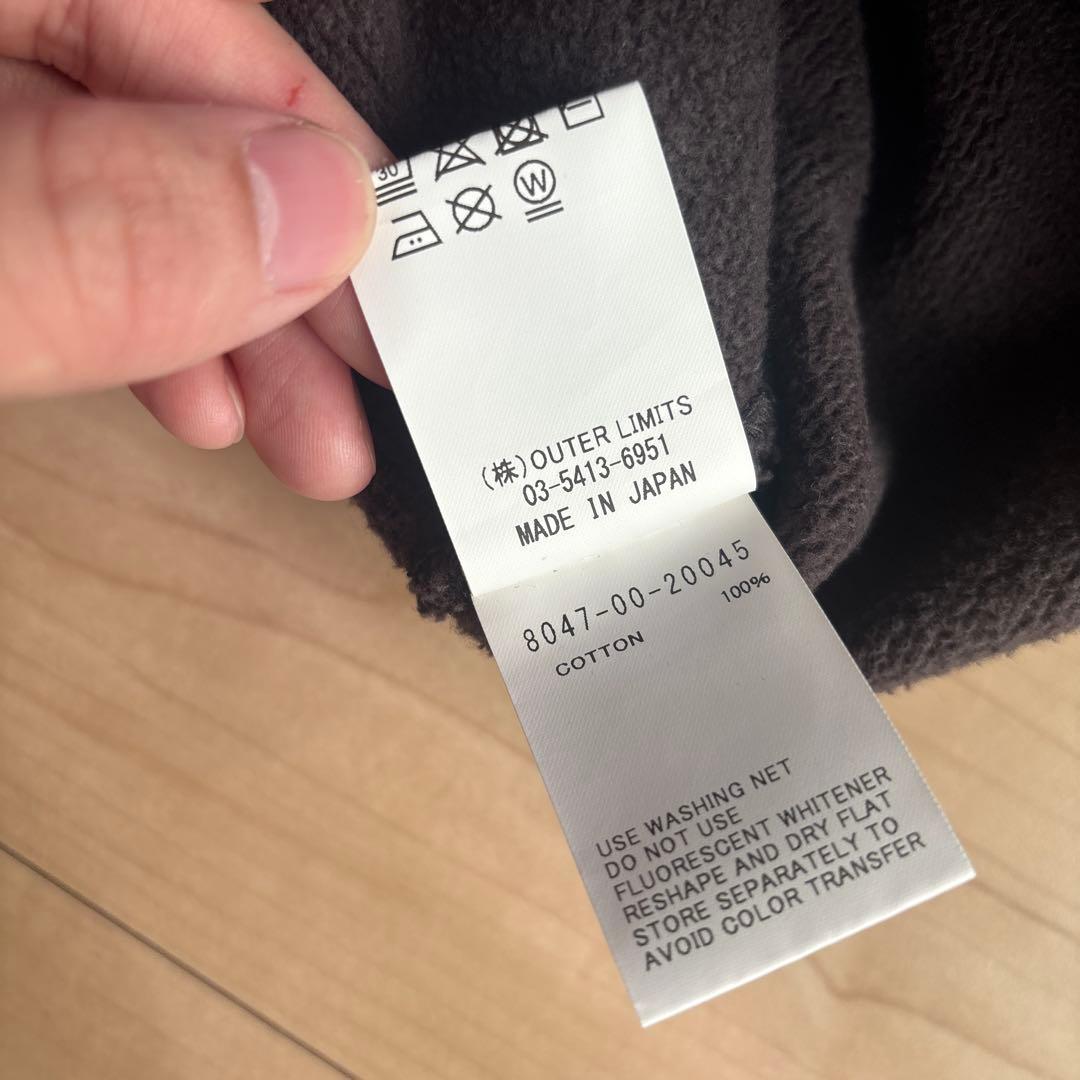 30
W
(株)OUTER LIMITS
03-5413-6951
MADE IN JAPAN
8047-00-20045
COTTON 100%
USE WASHING NET
DO NOT USE
FLUORESCENT WHITENER
RESHAPE AND DRY FLAT
STORE SEPARATELY TO
AVOID COLOR TRANSFER